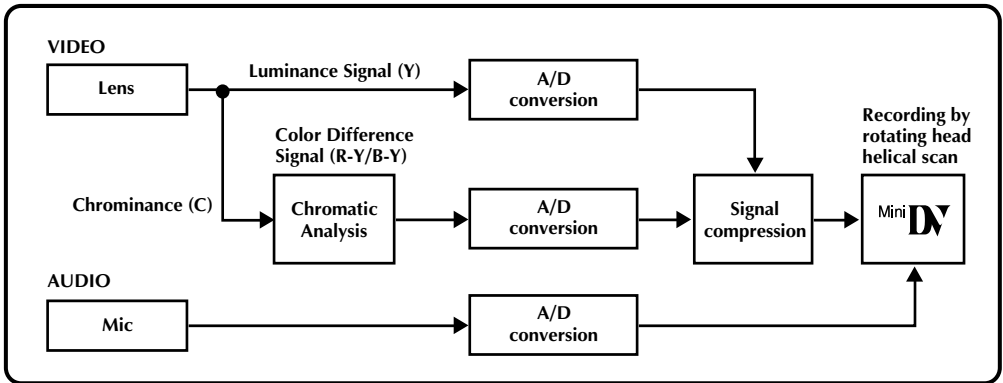 VIDEO
Lens
Luminance Signal (Y)
A/D
conversion
Color Difference
Signal (R-Y/B-Y)
Chrominance (C)
Chromatic
Analysis
A/D
conversion
Signal
compression
Recording by
rotating head
helical scan
Mini DV
AUDIO
Mic
A/D
conversion